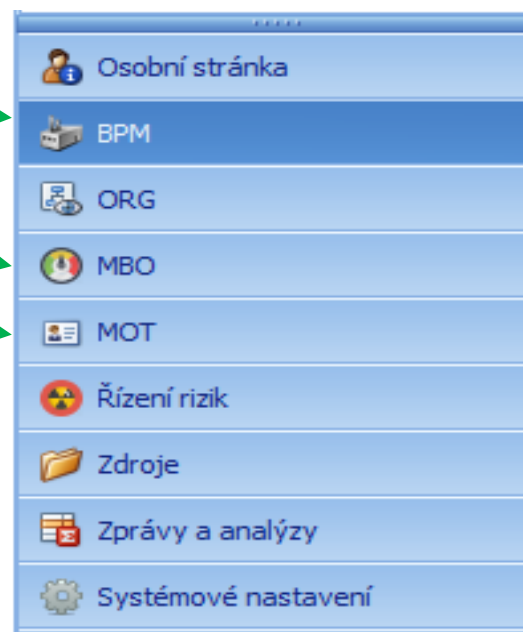 Osobní stránka
BPM
ORG
MBO
MOT
Řízení rizik
Zdroje
Zprávy a analýzy
Systémové nastavení